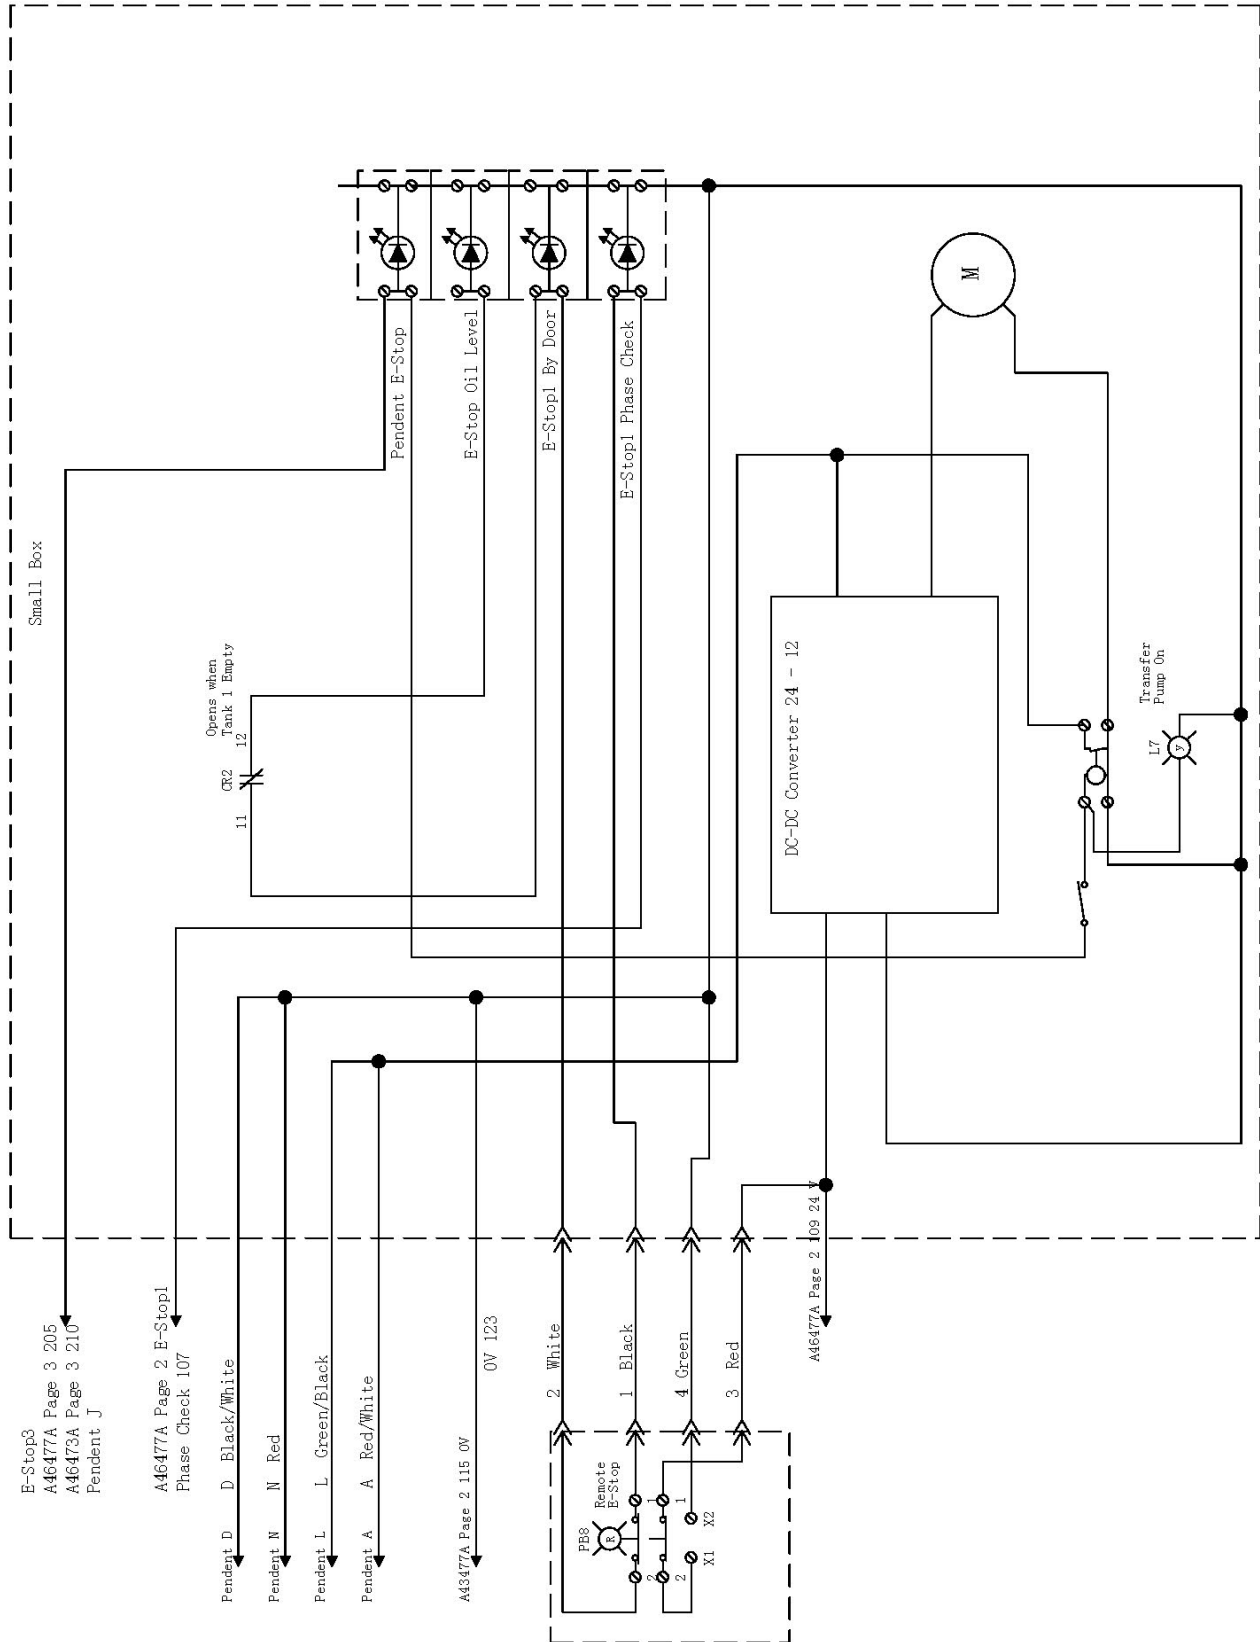 Small Box
Pendent E-Stop
E-Stop Oil Level
E-Stop1 By Door
E-Stop1 Phase Check
M
Opens when
Tank 1 Empty
11
CR2
12
DC-DC Converter 24 - 12
Transfer
Pump On
L7
y
E-Stop3
A46477A Page 3 205
A46473A Page 3 210
Pendent J
A46477A Page 2 E-Stop1
Phase Check 107
Pendent D
D Black/White
Pendent N
N Red
Pendent L
L Green/Black
Pendent A
A Red/White
A43477A Page 2 115 0V
0V 123
2 White
1 Black
4 Green
3 Red
A46477A Page 2 109 24 V
PB8
Remote
E-Stop
R
2
1
2
1
X1
X2